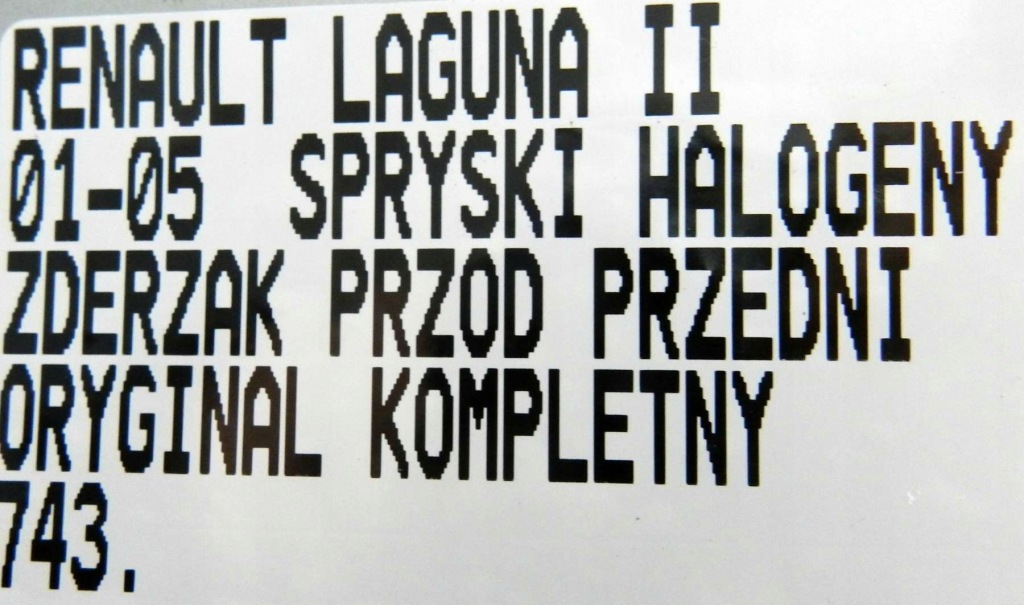 RENAULT LAGUNA II
01-05 SPRYSKI HALOGENY
ZDERZAK PRZOD PRZEDNI
ORYGINAL KOMPLETNY
743.